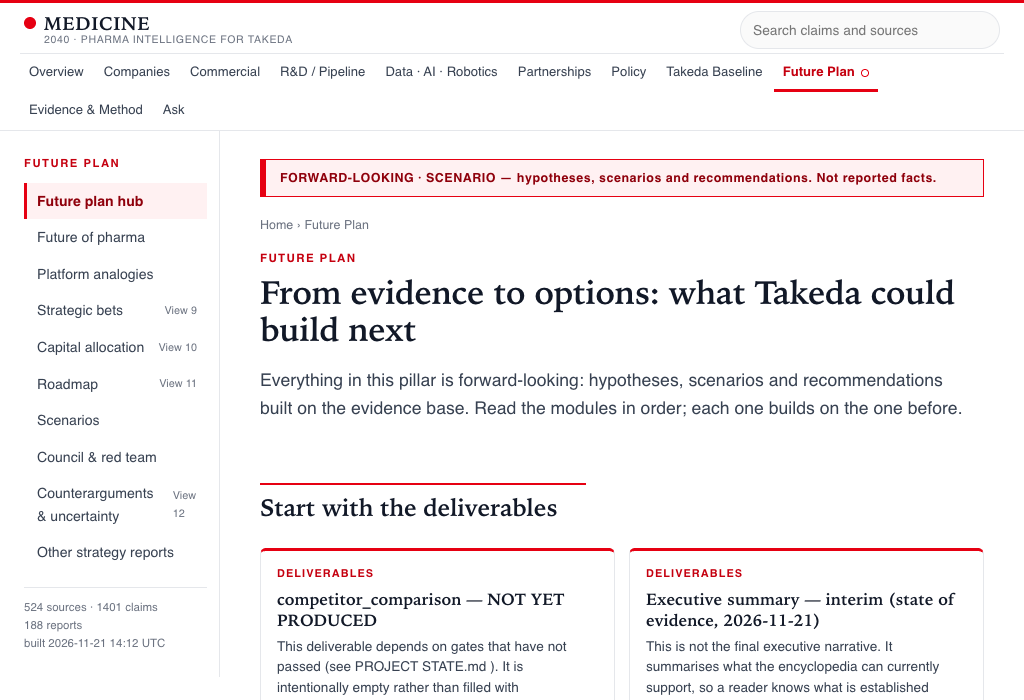 MEDICINE
2040 · PHARMA INTELLIGENCE FOR TAKEDA
Search claims and sources
Overview Companies Commercial R&D / Pipeline Data · AI · Robotics Partnerships Policy Takeda Baseline Future Plan
Evidence & Method Ask
FUTURE PLAN
Future plan hub
Future of pharma
Platform analogies
Strategic bets View 9
Capital allocation View 10
Roadmap View 11
Scenarios
Council & red team
Counterarguments & uncertainty View 12
Other strategy reports
524 sources · 1401 claims
188 reports
built 2026-11-21 14:12 UTC
FORWARD-LOOKING · SCENARIO — hypotheses, scenarios and recommendations. Not reported facts.
Home › Future Plan
FUTURE PLAN
From evidence to options: what Takeda could
build next
Everything in this pillar is forward-looking: hypotheses, scenarios and recommendations
built on the evidence base. Read the modules in order; each one builds on the one before.
Start with the deliverables
DELIVERABLES
competitor_comparison — NOT YET
PRODUCED
This deliverable depends on gates that have not
passed (see PROJECT STATE.md ). It is
intentionally empty rather than filled with
DELIVERABLES
Executive summary — interim (state of
evidence, 2026-11-21)
This is not the final executive narrative. It
summarises what the encyclopedia can currently
support, so a reader knows what is established